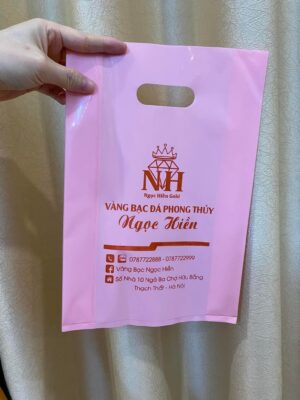 NH
Ngọc Hiền Gold
VÀNG BẠC ĐÁ PHONG THỦY
Ngọc Hiền
0787722888 - 0787722999
Vàng Bạc Ngọc Hiền
Số Nhà 10 Ngã Ba Chợ Hữu Bằng
Thạch Thất - Hà Nội